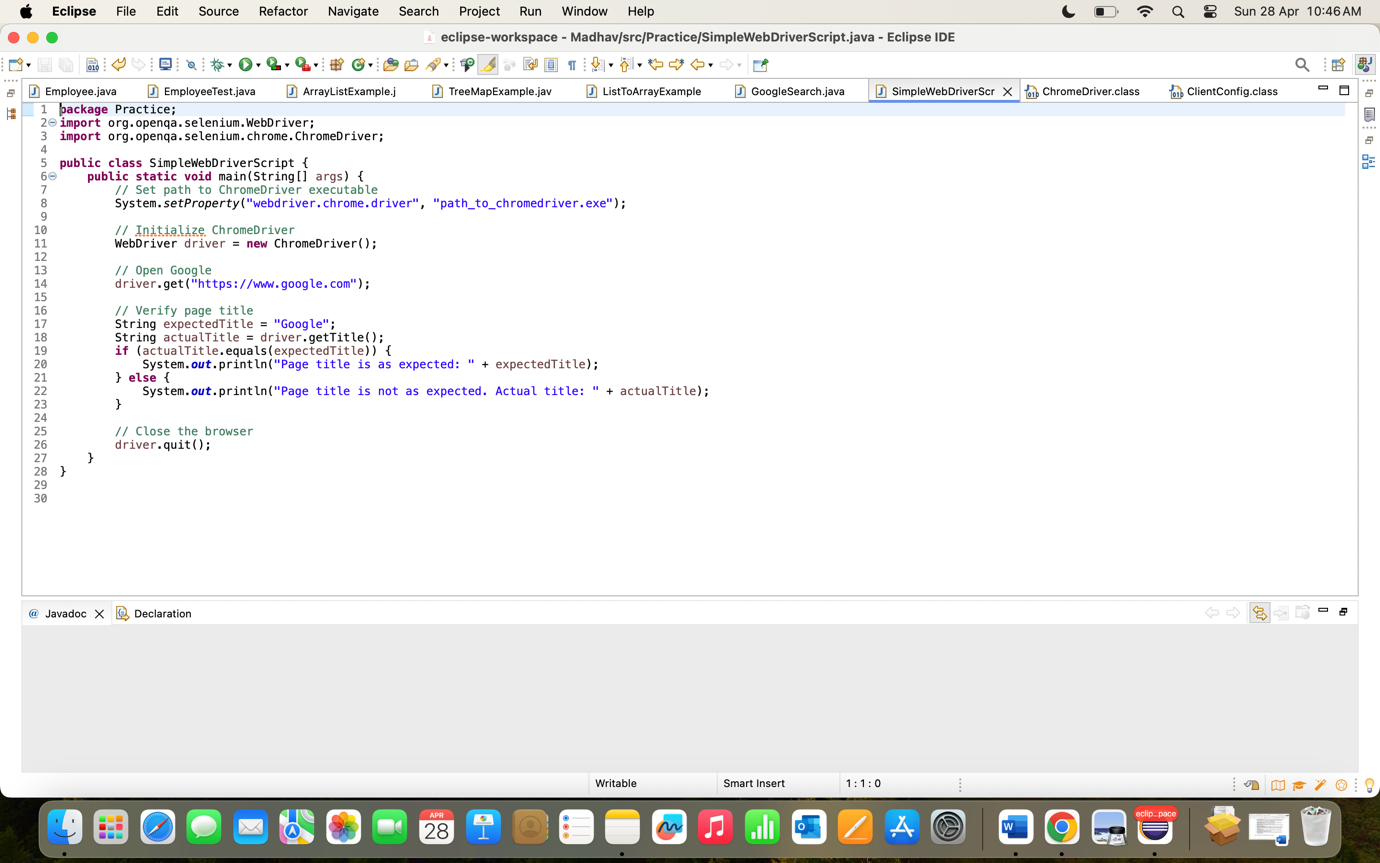 Eclipse File Edit Source Refactor Navigate Search Project Run Window Help Sun 28 Apr 10:46 AM
eclipse-workspace - Madhav/src/Practice/SimpleWebDriverScript.java - Eclipse IDE
Employee.java EmployeeTest.java ArrayListExample.j TreeMapExample.jav ListToArrayExample GoogleSearch.java SimpleWebDriverScr ChromeDriver.class ClientConfig.class
1 package Practice;
2 import org.openqa.selenium.WebDriver;
3 import org.openqa.selenium.chrome.ChromeDriver;
4
5 public class SimpleWebDriverScript {
6 public static void main(String[] args) {
7 // Set path to ChromeDriver executable
8 System.setProperty("webdriver.chrome.driver", "path_to_chromedriver.exe");
9
10 // Initialize ChromeDriver
11 WebDriver driver = new ChromeDriver();
12
13 // Open Google
14 driver.get("https://www.google.com");
15
16 // Verify page title
17 String expectedTitle = "Google";
18 String actualTitle = driver.getTitle();
19 if (actualTitle.equals(expectedTitle)) {
20 System.out.println("Page title is as expected: " + expectedTitle);
21 } else {
22 System.out.println("Page title is not as expected. Actual title: " + actualTitle);
23 }
24
25 // Close the browser
26 driver.quit();
27 }
28 }
29
30
@ Javadoc Declaration
Writable Smart Insert 1 : 1 : 0
APR
28
eclip...pace